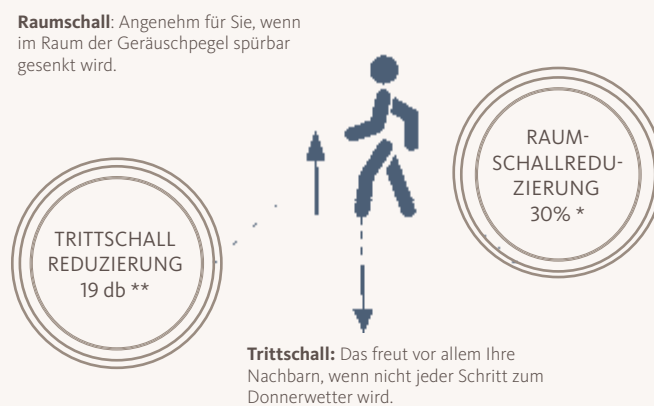 Raumschall: Angenehm für Sie, wenn
im Raum der Geräuschpegel spürbar
gesenkt wird.
RAUM-
SCHALLREDU-
ZIERUNG
30% *
TRITTSCHALL
REDUZIERUNG
19 db **
Trittschall: Das freut vor allem Ihre
Nachbarn, wenn nicht jeder Schritt zum
Donnerwetter wird.